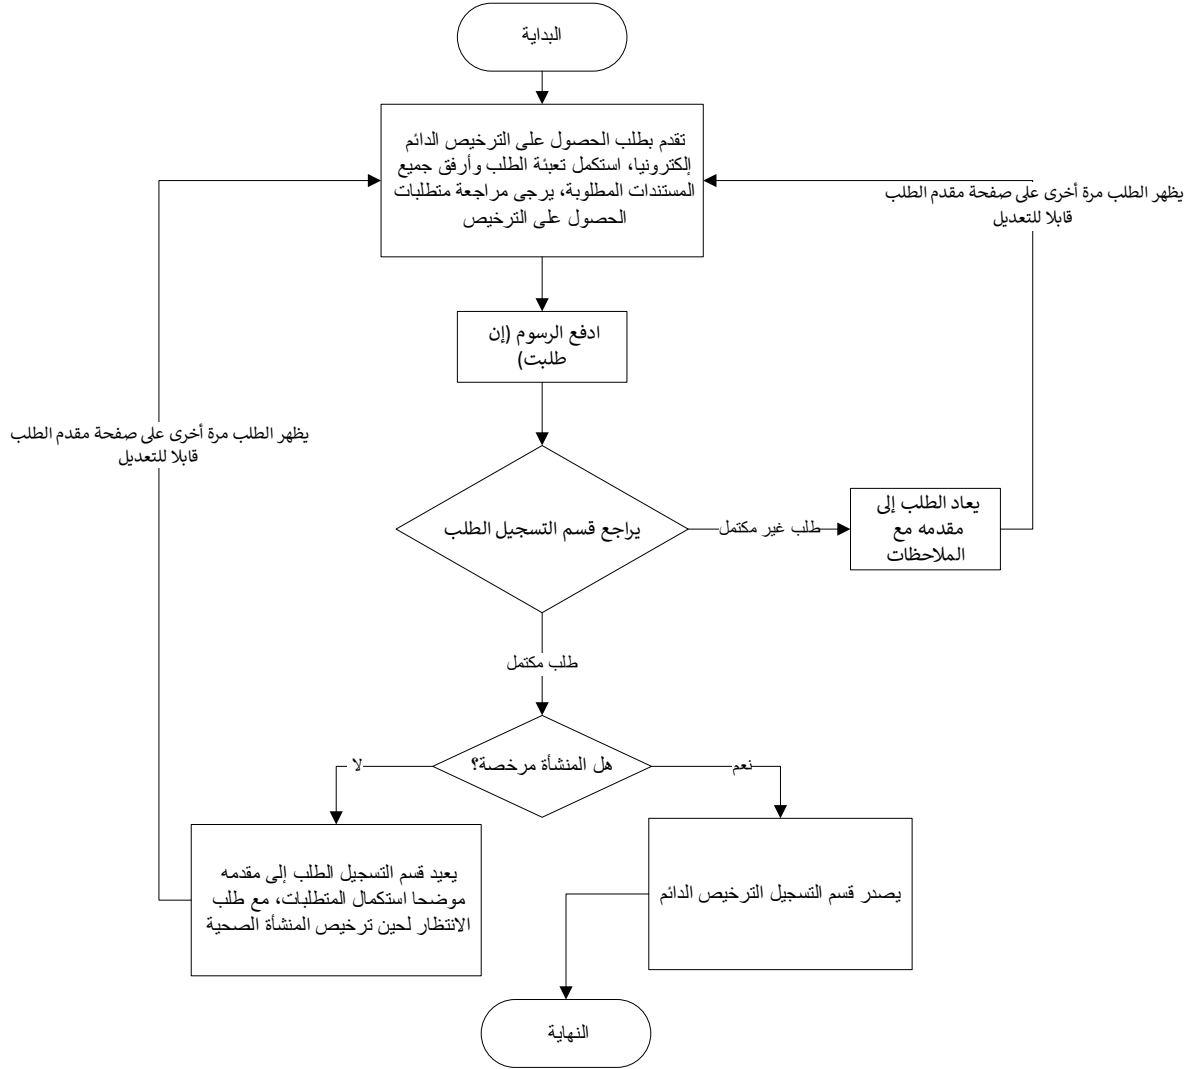 البداية
تقدم بطلب الحصول على الترخيص الدائم
إلكترونيا، استكمل تعبئة الطلب وأرفق جميع
المستندات المطلوبة، يرجى مراجعة متطلبات
الحصول على الترخيص
يظهر الطلب مرة أخرى على صفحة مقدم الطلب
قابلا للتعديل
ادفع الرسوم (إن
طلبت)
يظهر الطلب مرة أخرى على صفحة مقدم الطلب
قابلا للتعديل
يراجع قسم التسجيل الطلب
طلب غير مكتمل
يعاد الطلب إلى
مقدمه مع
الملاحظات
طلب مكتمل
هل المنشأة مرخصة؟
نعم
لا
يصدر قسم التسجيل الترخيص الدائم
يعيد قسم التسجيل الطلب إلى مقدمه
موضحا استكمال المتطلبات، مع طلب
الانتظار لحين ترخيص المنشأة الصحية
النهاية